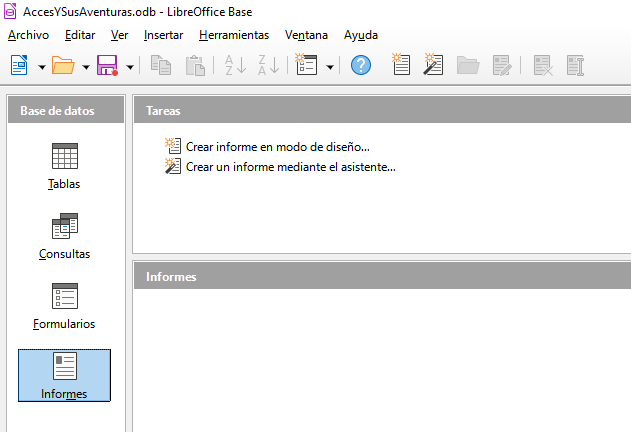 AccesYSusAventuras.odb - LibreOffice Base
Archivo Editar Ver Insertar Herramientas Ventana Ayuda
A Z Z A ?
Base de datos
Tablas
Consultas
Formularios
Informes
Tareas
Crear informe en modo de diseño...
Crear un informe mediante el asistente...
Informes